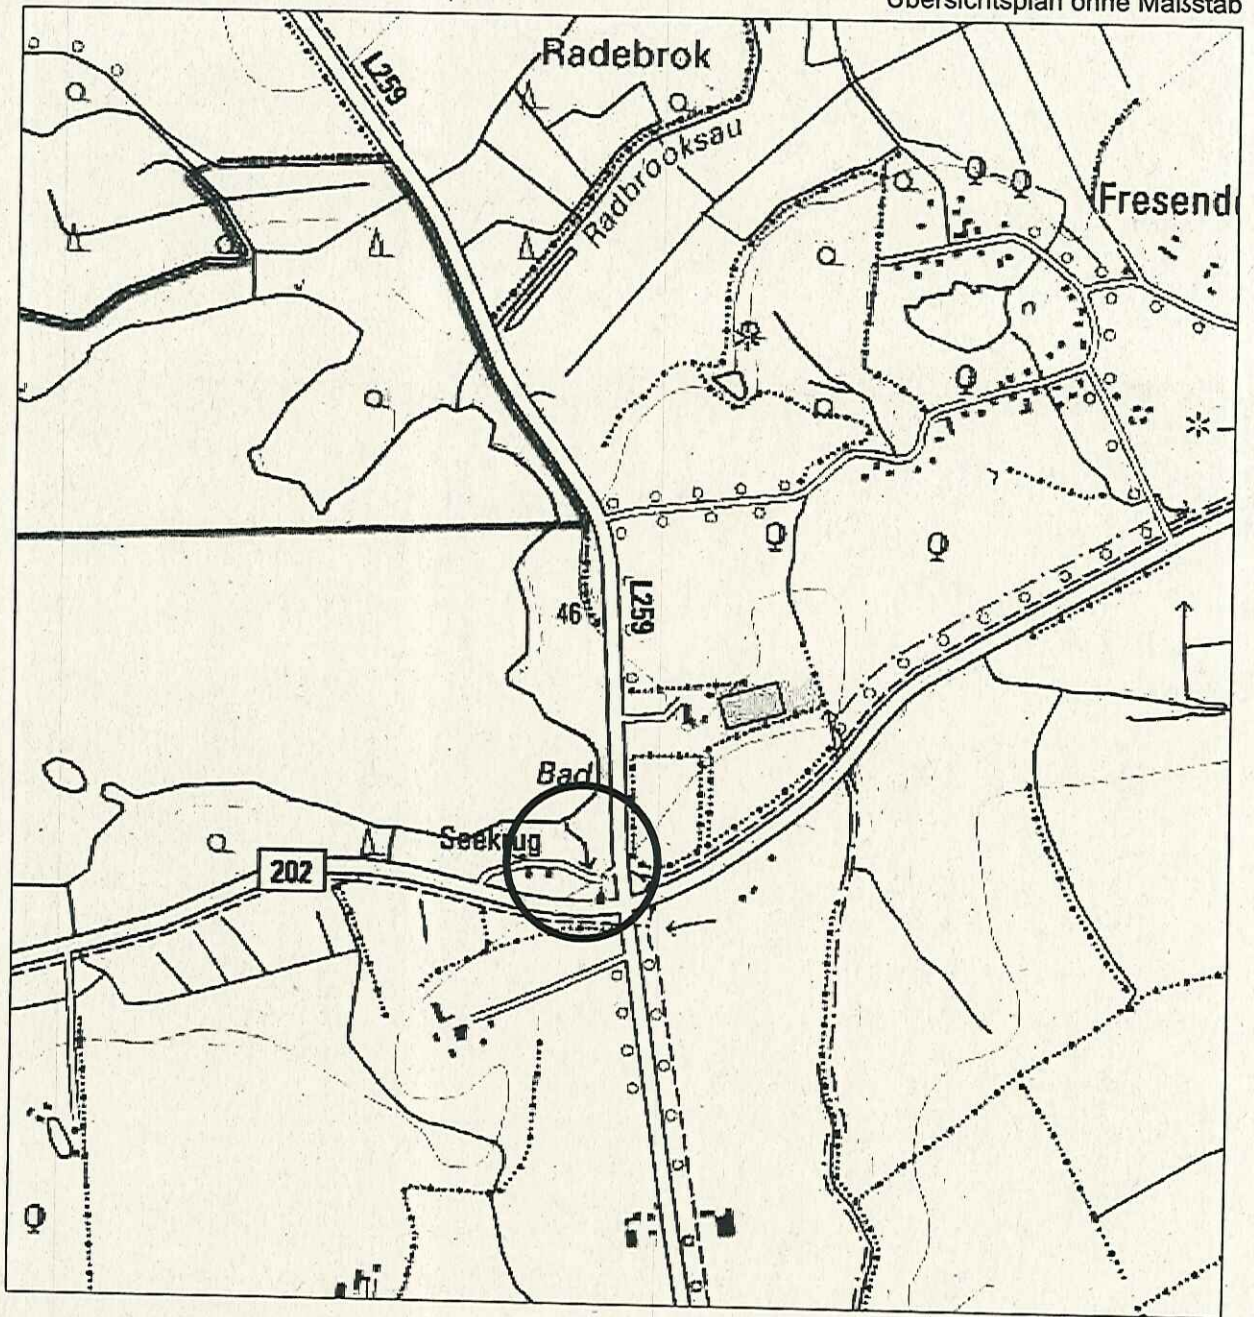 Übersichtsplan ohne Maßstab
Radebrok
L259
Radbrooksau
Fresend
46
L259
Bad
Seekrug
202